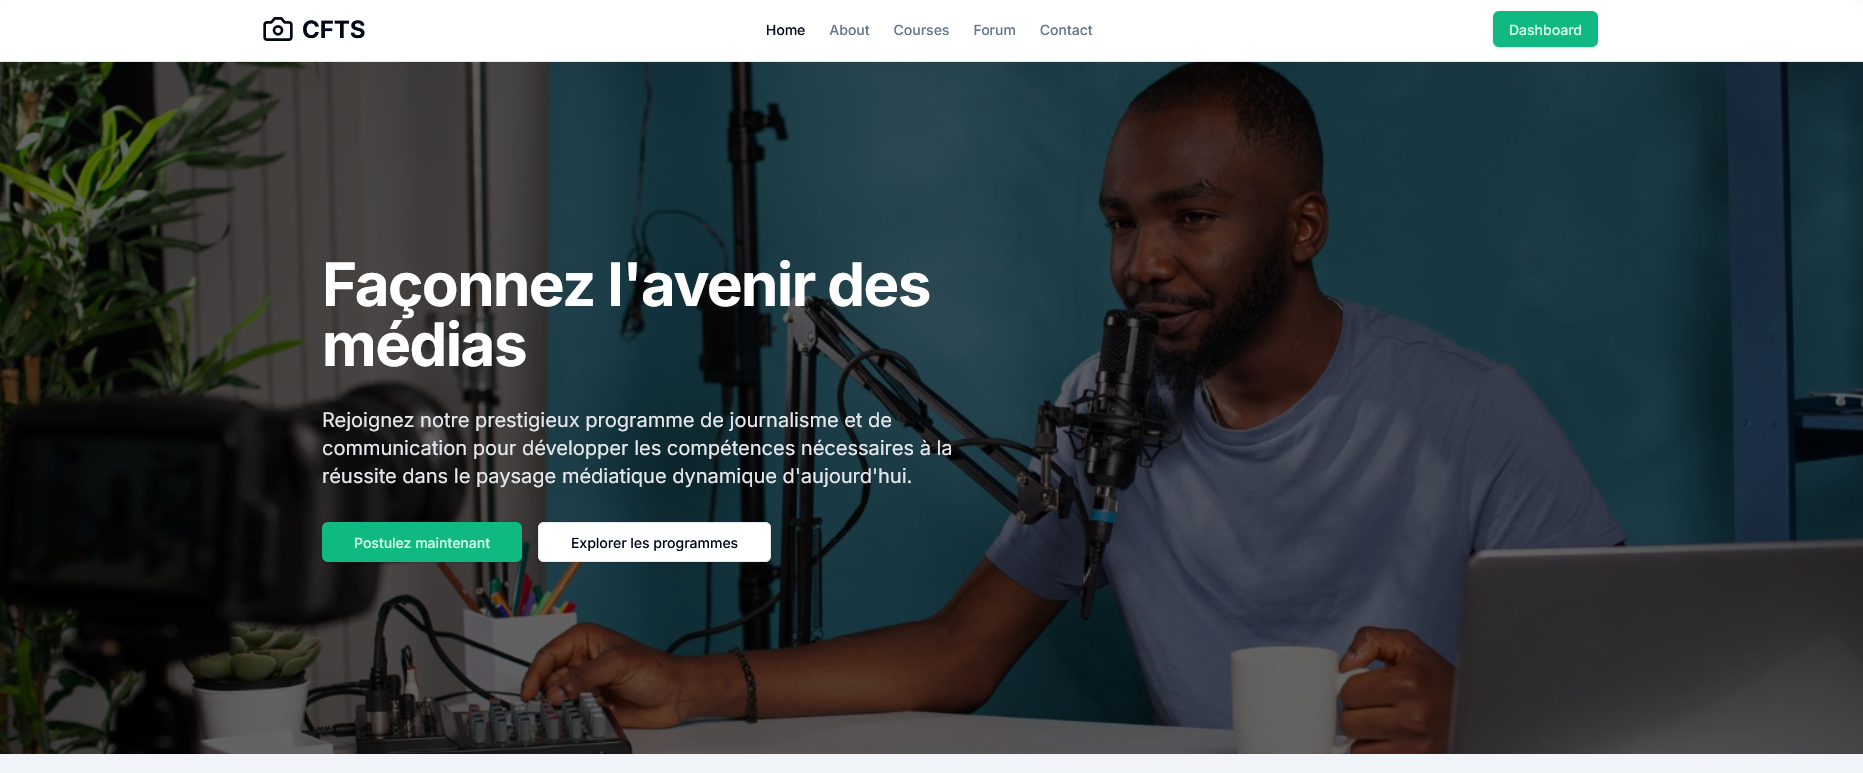 CFTS
Home
About
Courses
Forum
Contact
Dashboard
Façonnez l'avenir des
médias
Rejoignez notre prestigieux programme de journalisme et de
communication pour développer les compétences nécessaires à la
réussite dans le paysage médiatique dynamique d'aujourd'hui.
Postulez maintenant
Explorer les programmes